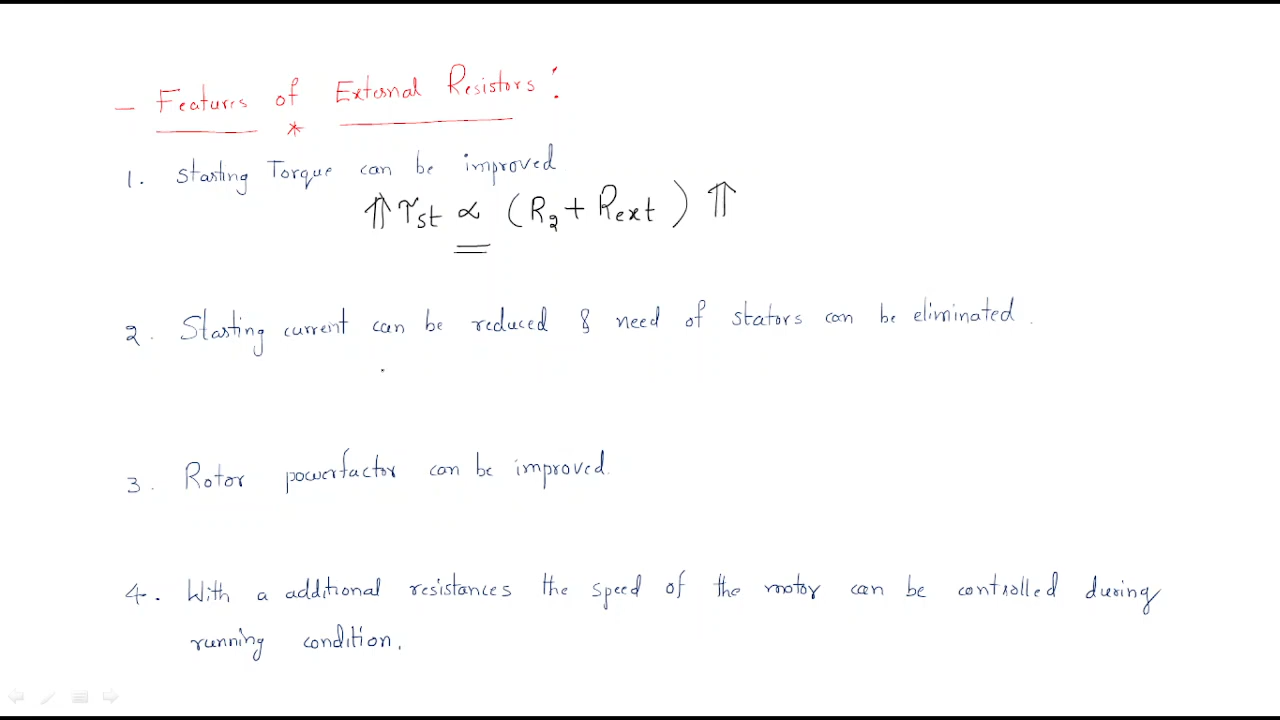 - Features of External Resistors :
*
1. Starting Torque can be improved
⇑ τst ∝ (R2 + Rext) ⇑
2. Starting current can be reduced & need of stators can be eliminated.
3. Rotor powerfactor can be improved.
4. With a additional resistances the speed of the motor can be controlled during
running condition.